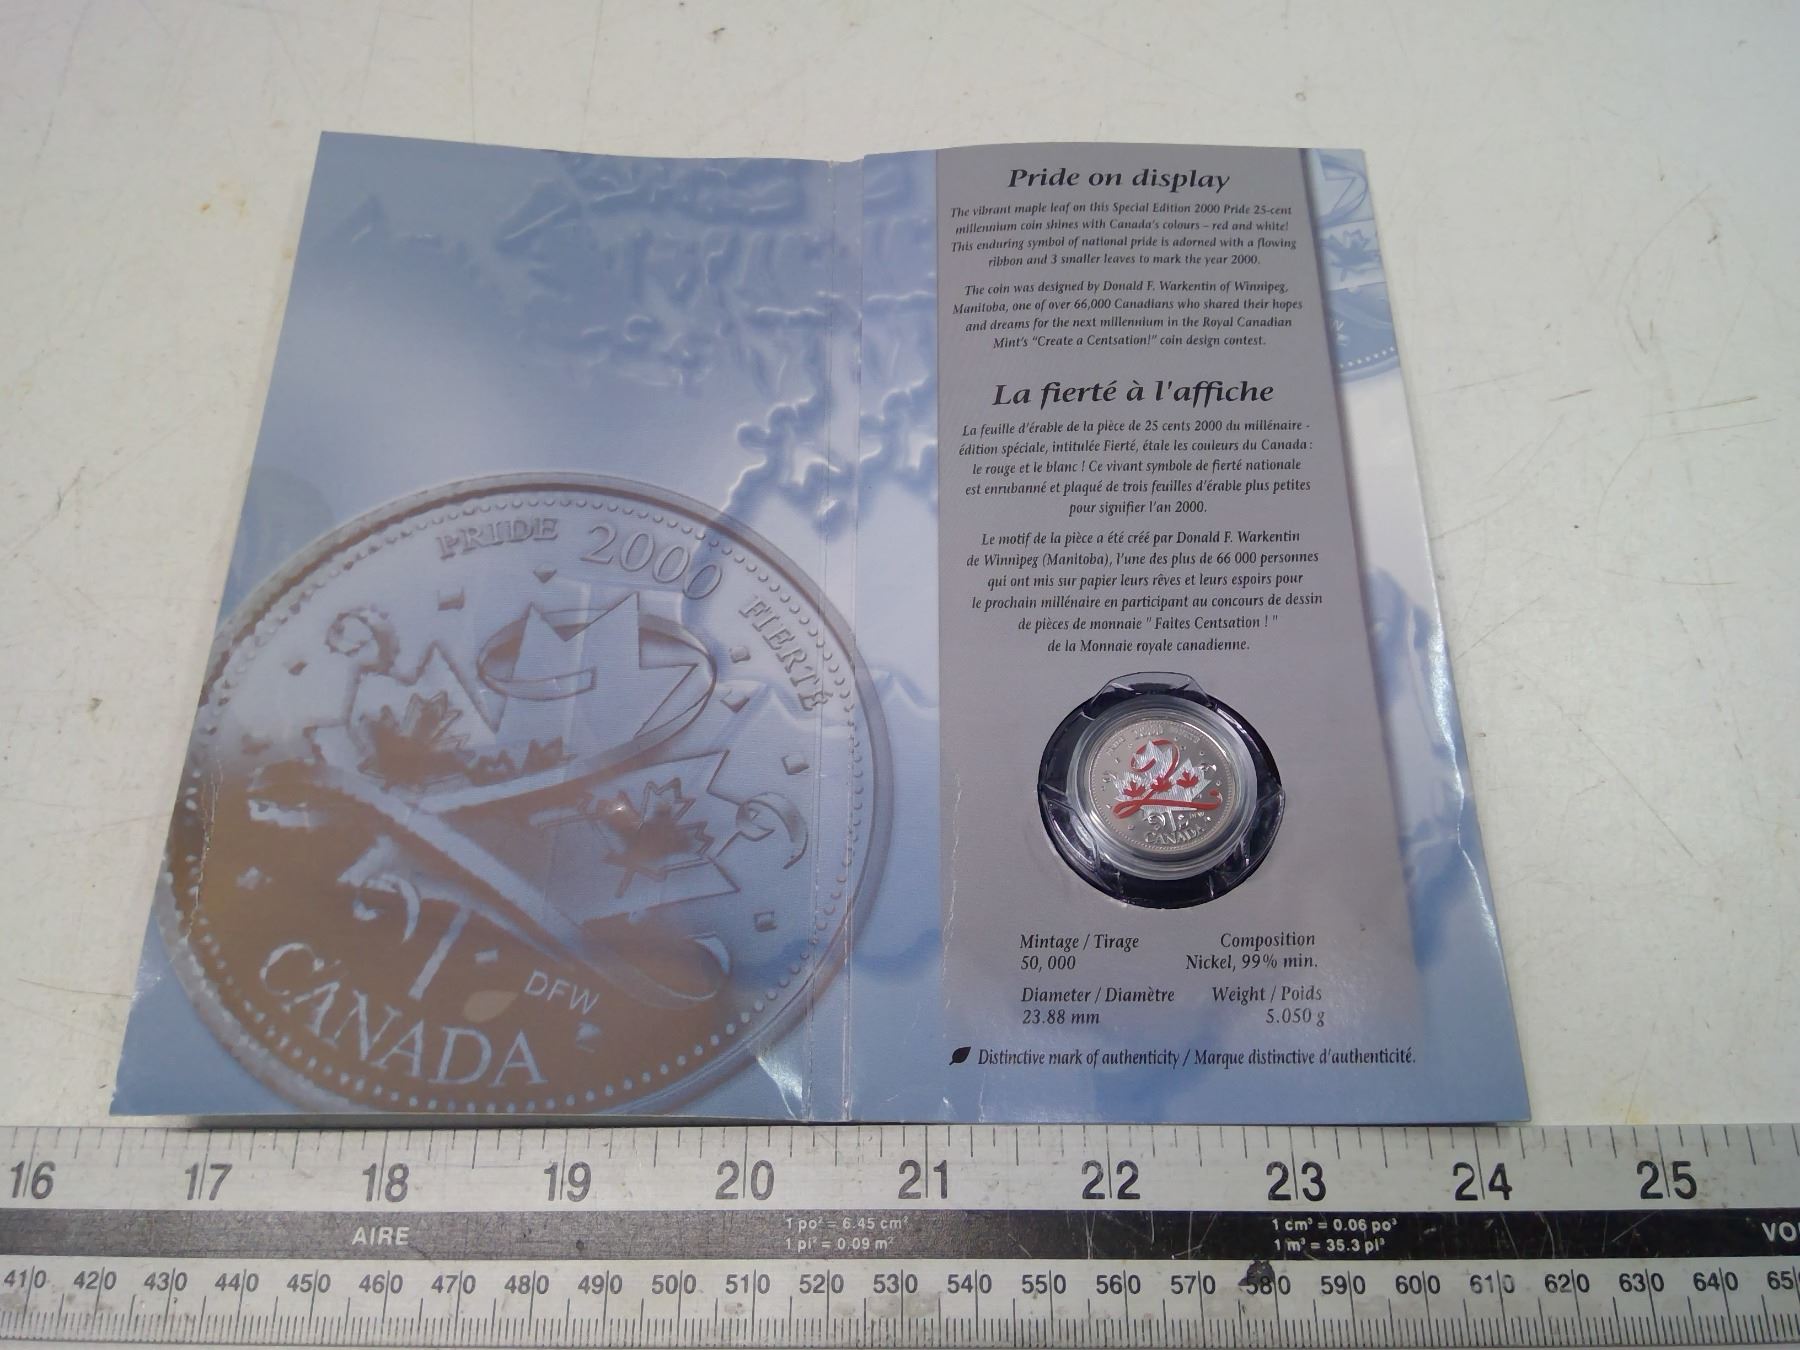 PRIDE 2000 FIERTÉ
DFW
CANADA
Pride on display
The vibrant maple leaf on this Special Edition 2000 Pride 25-cent
millennium coin shines with Canada's colours – red and white!
This enduring symbol of national pride is adorned with a flowing
ribbon and 3 smaller leaves to mark the year 2000.
The coin was designed by Donald F. Warkentin of Winnipeg,
Manitoba, one of over 66,000 Canadians who shared their hopes
and dreams for the next millennium in the Royal Canadian
Mint's "Create a Centsation!" coin design contest.
La fierté à l'affiche
La feuille d'érable de la pièce de 25 cents 2000 du millénaire -
édition spéciale, intitulée Fierté, étale les couleurs du Canada :
le rouge et le blanc ! Ce vivant symbole de fierté nationale
est enrubanné et plaqué de trois feuilles d'érable plus petites
pour signifier l'an 2000.
Le motif de la pièce a été créé par Donald F. Warkentin
de Winnipeg (Manitoba), l'une des plus de 66 000 personnes
qui ont mis sur papier leurs rêves et leurs espoirs pour
le prochain millénaire en participant au concours de dessin
de pièces de monnaie " Faites Centsation ! "
de la Monnaie royale canadienne.
CANADA
Mintage / Tirage
50, 000
Composition
Nickel, 99% min.
Diameter / Diamètre
23.88 mm
Weight / Poids
5.050 g
Distinctive mark of authenticity / Marque distinctive d'authenticité.
16 17 18 19 20 21 22 23 24 25
AIRE
1 po² = 6.45 cm²
1 pi² = 0.09 m²
1 cm³ = 0.06 po³
1 m³ = 35.3 pi³
410 420 430 440 450 460 470 480 490 500 510 520 530 540 550 560 570 580 590 600 610 620 630 640